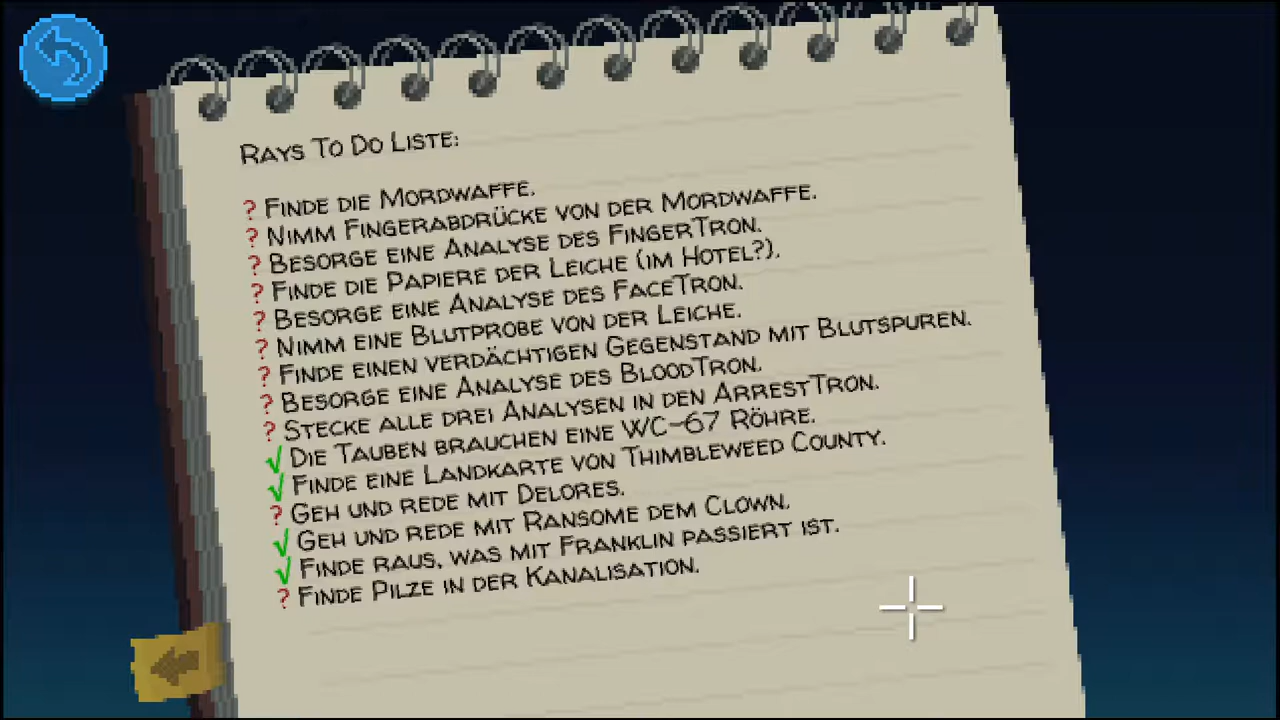 Rays To Do Liste:
? Finde die Mordwaffe.
? Nimm Fingerabdrücke von der Mordwaffe.
? Besorge eine Analyse des FingerTron.
? Finde die Papiere der Leiche (im Hotel?).
? Besorge eine Analyse des FaceTron.
? Nimm eine Blutprobe von der Leiche.
? Finde einen verdächtigen Gegenstand mit Blutspuren.
? Besorge eine Analyse des BloodTron.
? Stecke alle drei Analysen in den ArrestTron.
√ Die Tauben brauchen eine WC-67 Röhre.
√ Finde eine Landkarte von Thimbleweed County.
? Geh und rede mit Delores.
√ Geh und rede mit Ransome dem Clown.
√ Finde raus, was mit Franklin passiert ist.
? Finde Pilze in der Kanalisation.